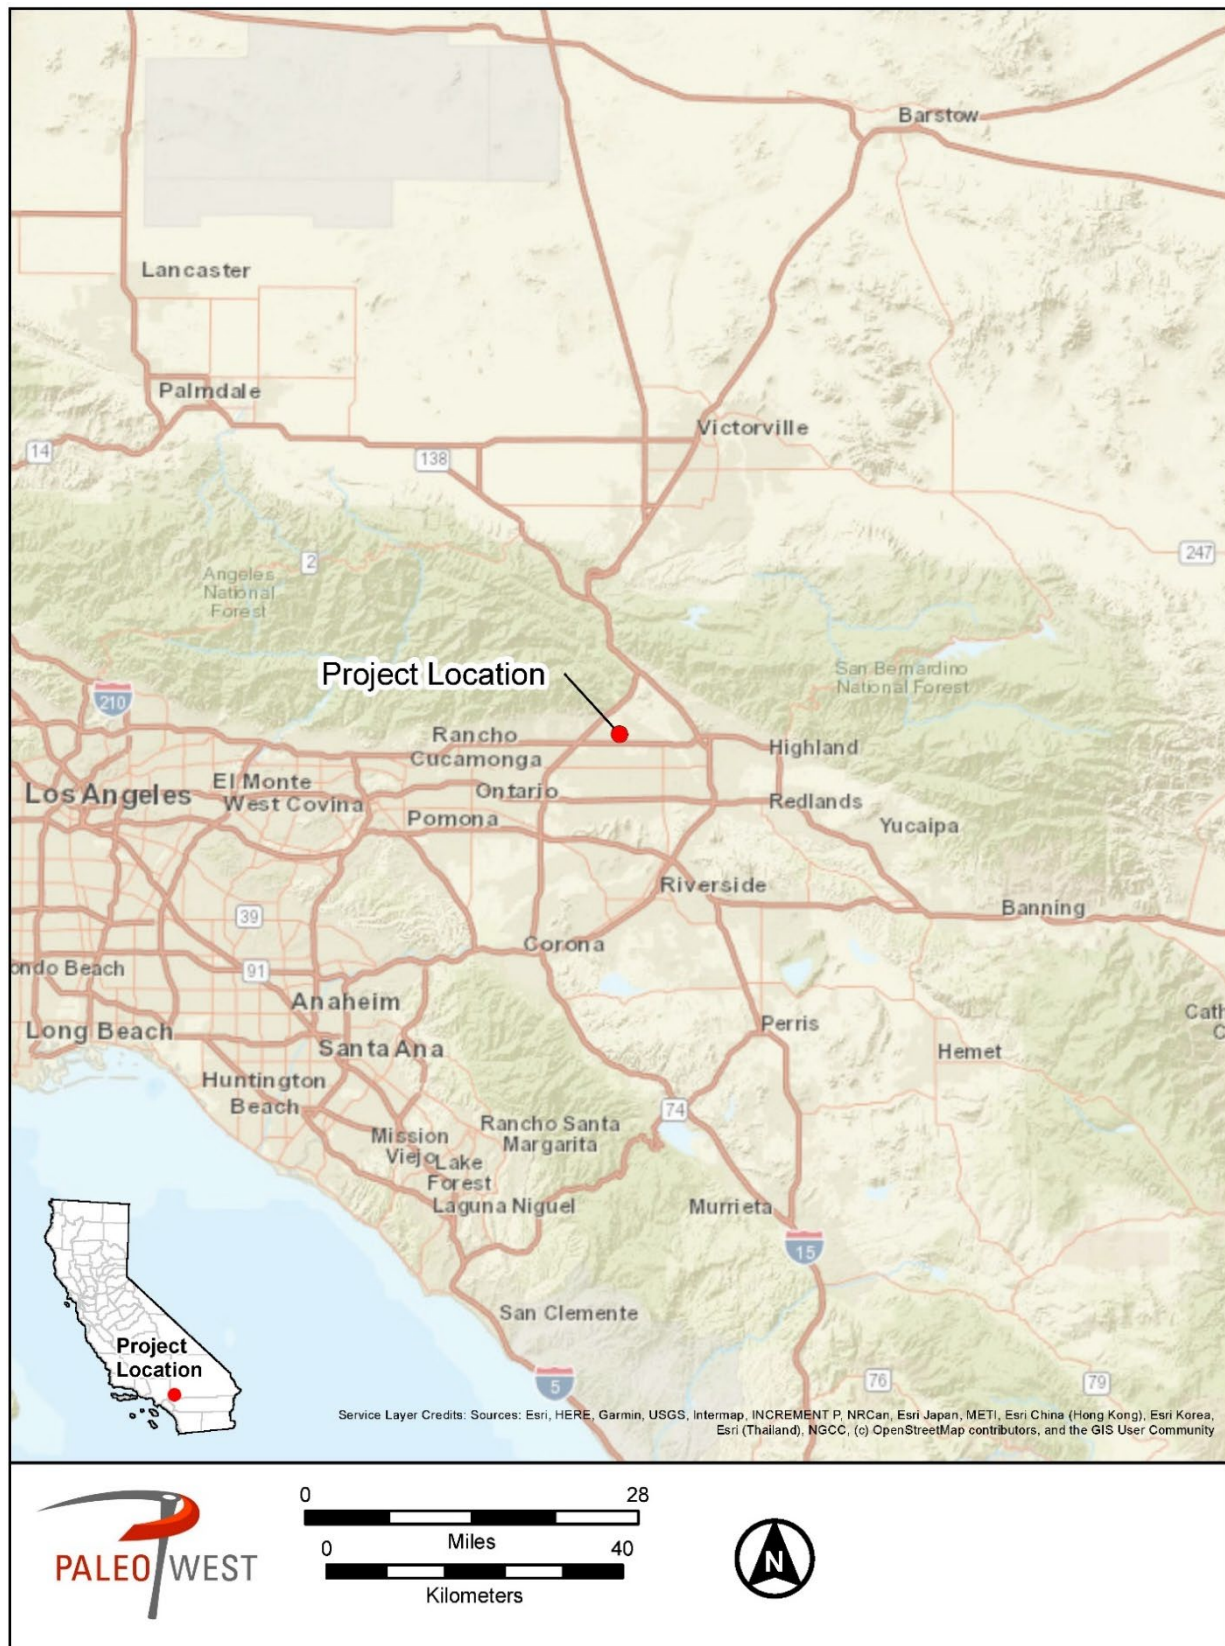 Barstow
Lancaster
Palmdale
Victorville
14
138
247
2
Angeles
National
Forest
Project Location
San Bernardino
National Forest
210
Rancho
Cucamonga
Highland
El Monte
Los Angeles
West Covina
Ontario
Redlands
Pomona
Yucaipa
Riverside
39
Banning
Corona
ondo Beach
91
Anaheim
Cath
C
Long Beach
Perris
Santa Ana
Hemet
Huntington
Beach
74
Rancho Santa
Margarita
Mission
Viejo
Lake
Forest
Laguna Niguel
Murrieta
15
San Clemente
Project
Location
5
76
79
Service Layer Credits: Sources: Esri, HERE, Garmin, USGS, Intermap, INCREMENT P, NRCan, Esri Japan, METI, Esri China (Hong Kong), Esri Korea,
Esri (Thailand), NGCC, (c) OpenStreetMap contributors, and the GIS User Community
PALEO WEST
0 28
Miles
0 40
Kilometers
N